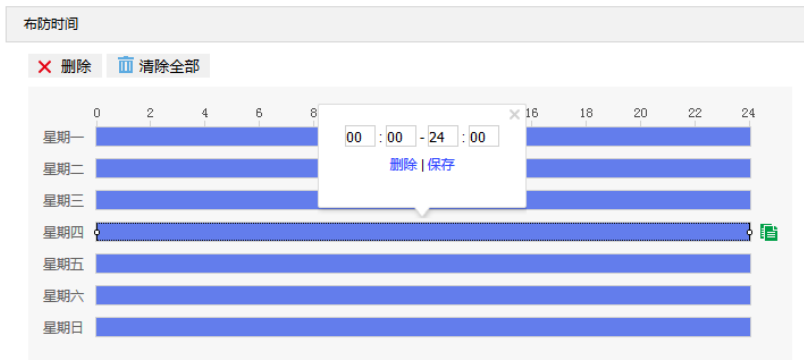 布防时间
删除 清除全部
0 2 4 6 8 16 18 20 22 24
星期一
00 : 00 - 24 : 00
星期二
删除 | 保存
星期三
星期四
星期五
星期六
星期日